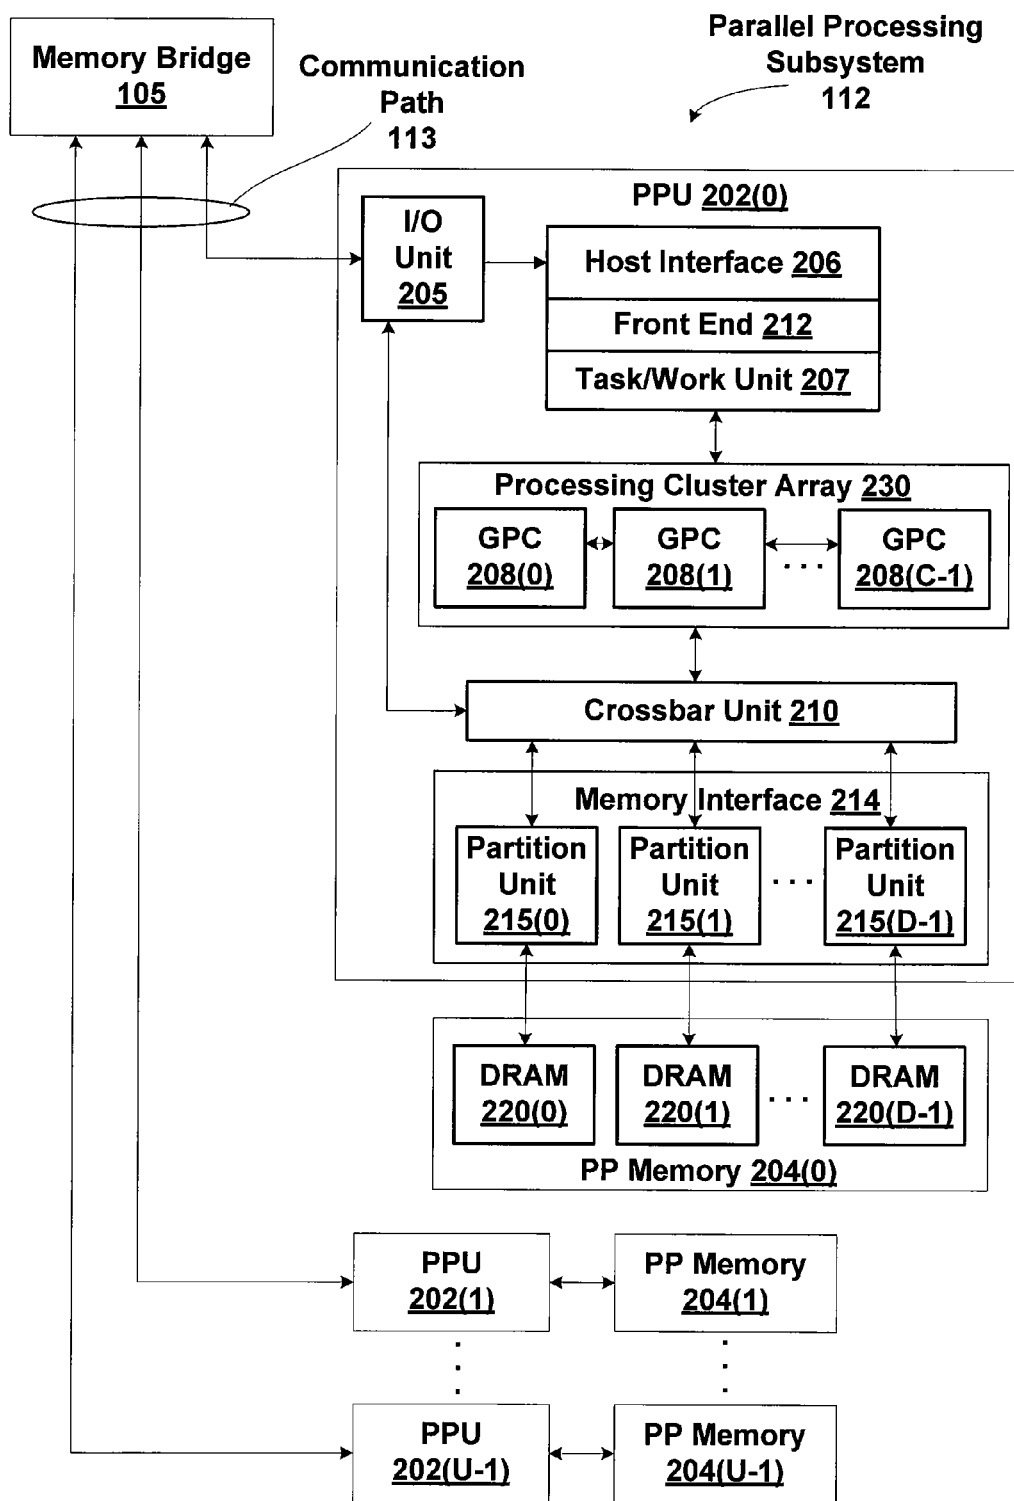 Memory Bridge
105
Communication
Path
113
Parallel Processing
Subsystem
112
PPU 202(0)
I/O
Unit
205
Host Interface 206
Front End 212
Task/Work Unit 207
Processing Cluster Array 230
GPC
208(0)
GPC
208(1)
. . .
GPC
208(C-1)
Crossbar Unit 210
Memory Interface 214
Partition
Unit
215(0)
Partition
Unit
215(1)
. . .
Partition
Unit
215(D-1)
DRAM
220(0)
DRAM
220(1)
. . .
DRAM
220(D-1)
PP Memory 204(0)
PPU
202(1)
PP Memory
204(1)
PPU
202(U-1)
PP Memory
204(U-1)